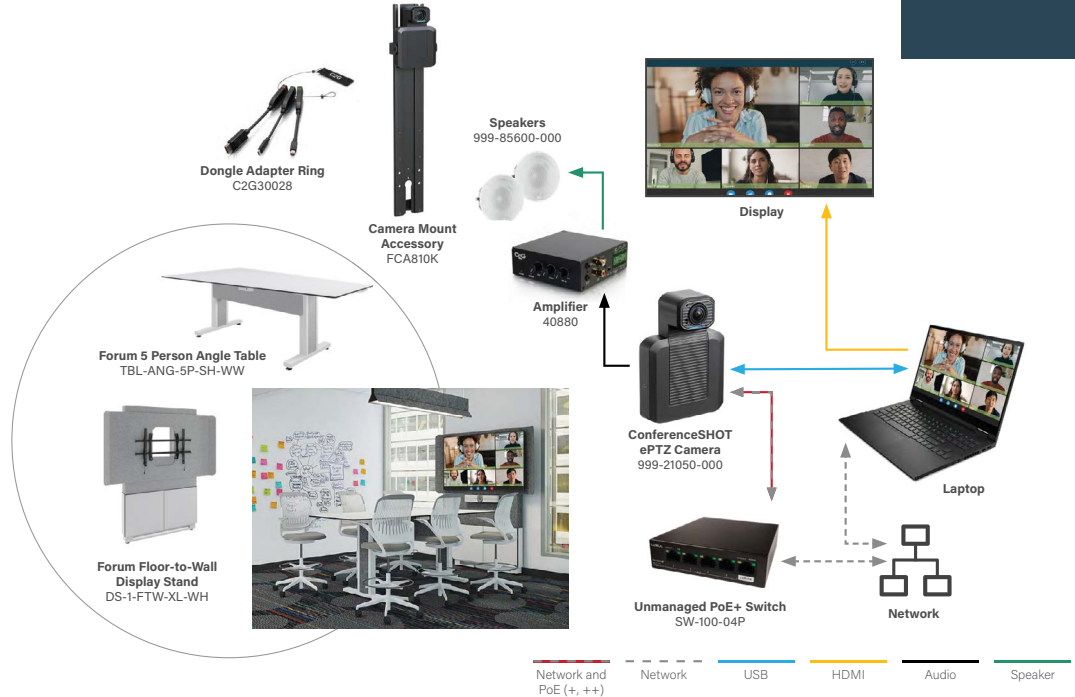 Speakers
999-85600-000
Dongle Adapter Ring
C2G30028
Display
Camera Mount
Accessory
FCA810K
C2G
Amplifier
40880
Forum 5 Person Angle Table
TBL-ANG-5P-SH-WW
ConferenceSHOT
ePTZ Camera
999-21050-000
Laptop
Forum Floor-to-Wall
Display Stand
DS-1-FTW-XL-WH
Unmanaged PoE+ Switch
SW-100-04P
Network
Network and
PoE (+, ++)
Network
USB
HDMI
Audio
Speaker